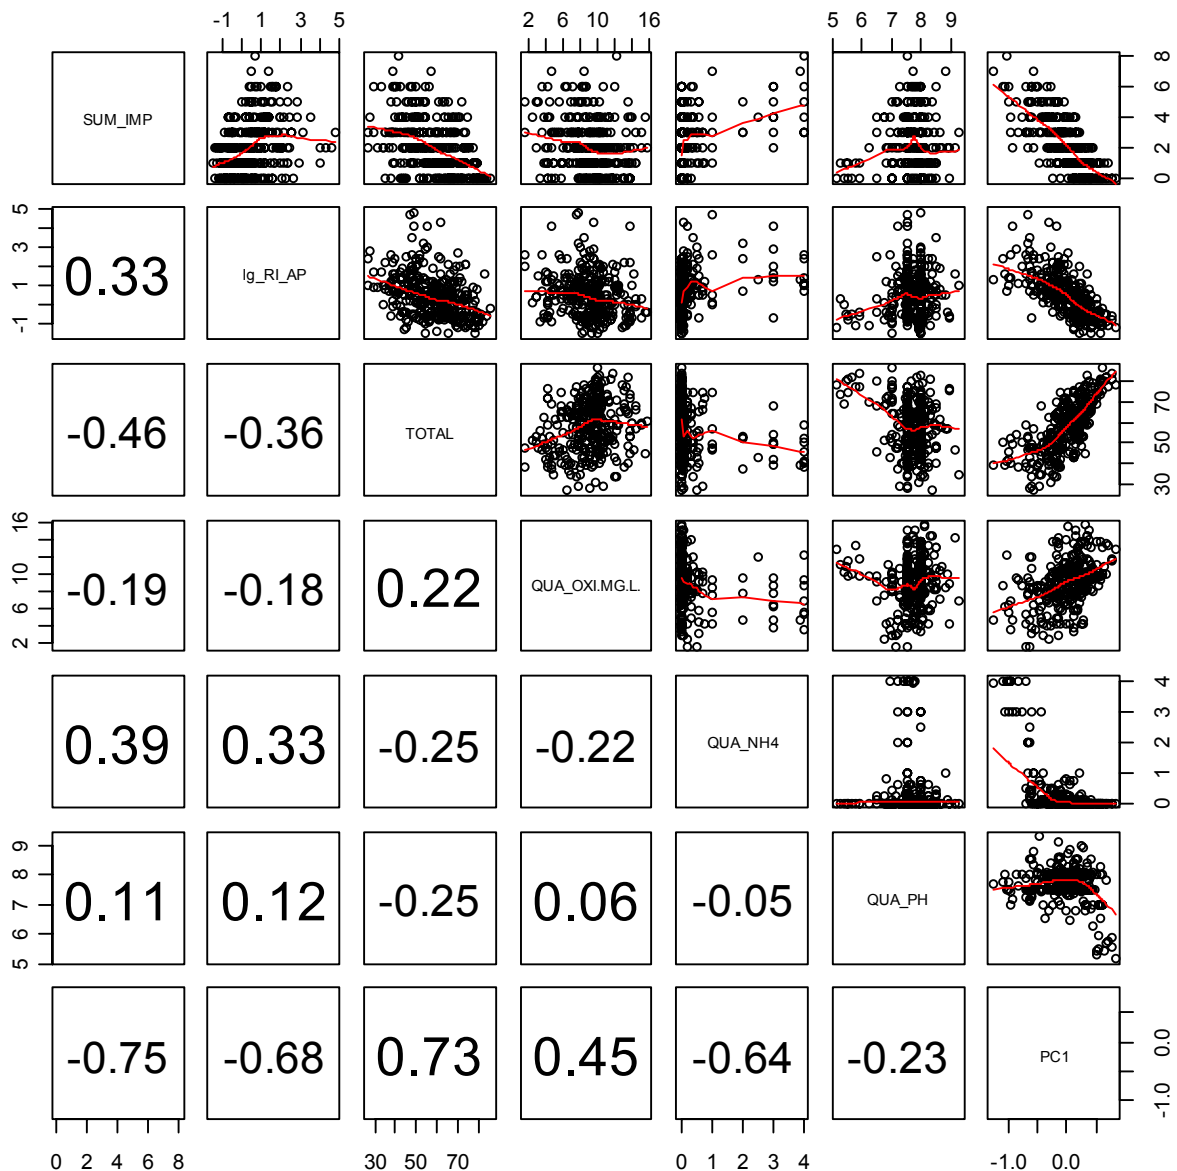 -1 1 3 5 2 6 10 16 5 6 7 8 9
SUM_IMP 0 2 4 6 8
-1 1 3 5 0.33 lg_RI_AP
-0.46 -0.36 TOTAL 30 50 70
2 6 10 16 -0.19 -0.18 0.22 QUA_OXI.MG.L.
0.39 0.33 -0.25 -0.22 QUA_NH4 0 1 2 3 4
5 6 7 8 9 0.11 0.12 -0.25 0.06 -0.05 QUA_PH
-0.75 -0.68 0.73 0.45 -0.64 -0.23 PC1 -1.0 0.0
0 2 4 6 8 30 50 70 0 1 2 3 4 -1.0 0.0